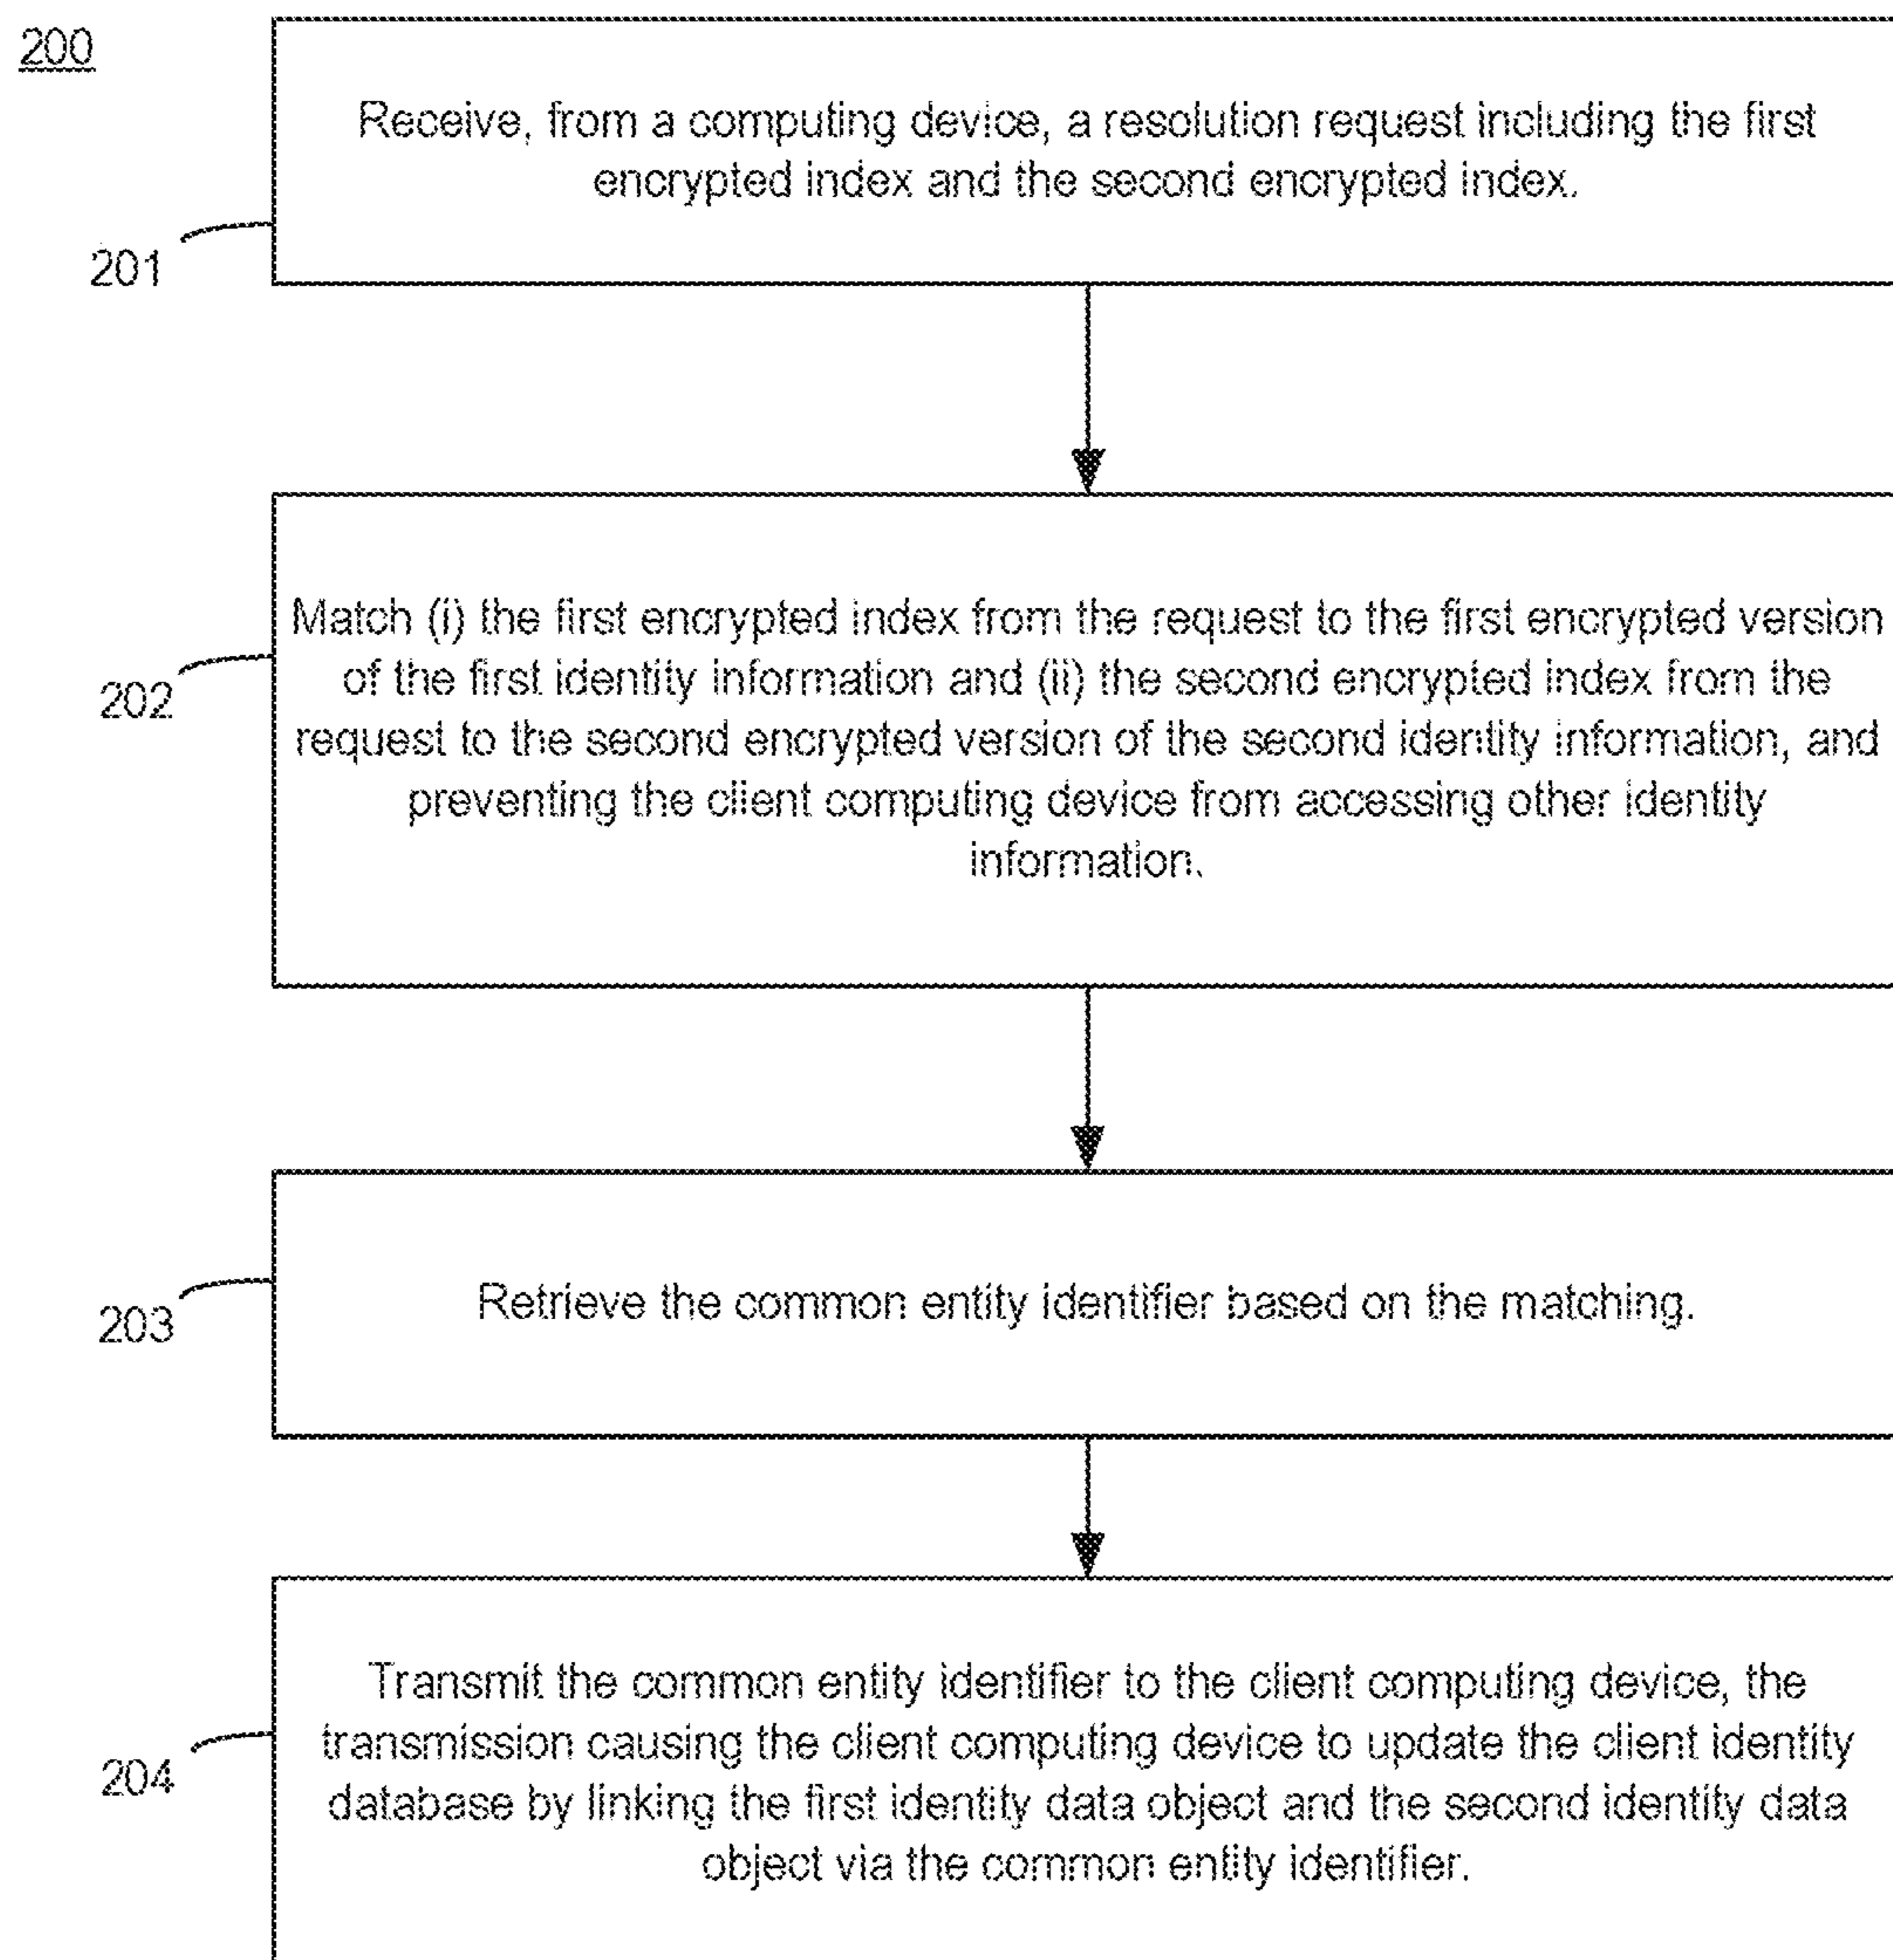 200
Receive, from a computing device, a resolution request including the first
encrypted index and the second encrypted index.
201
Match (i) the first encrypted index from the request to the first encrypted version
of the first identity information and (ii) the second encrypted index from the
request to the second encrypted version of the second identity information, and
preventing the client computing device from accessing other identity
information.
202
Retrieve the common entity identifier based on the matching.
203
Transmit the common entity identifier to the client computing device, the
transmission causing the client computing device to update the client identity
database by linking the first identity data object and the second identity data
object via the common entity identifier.
204